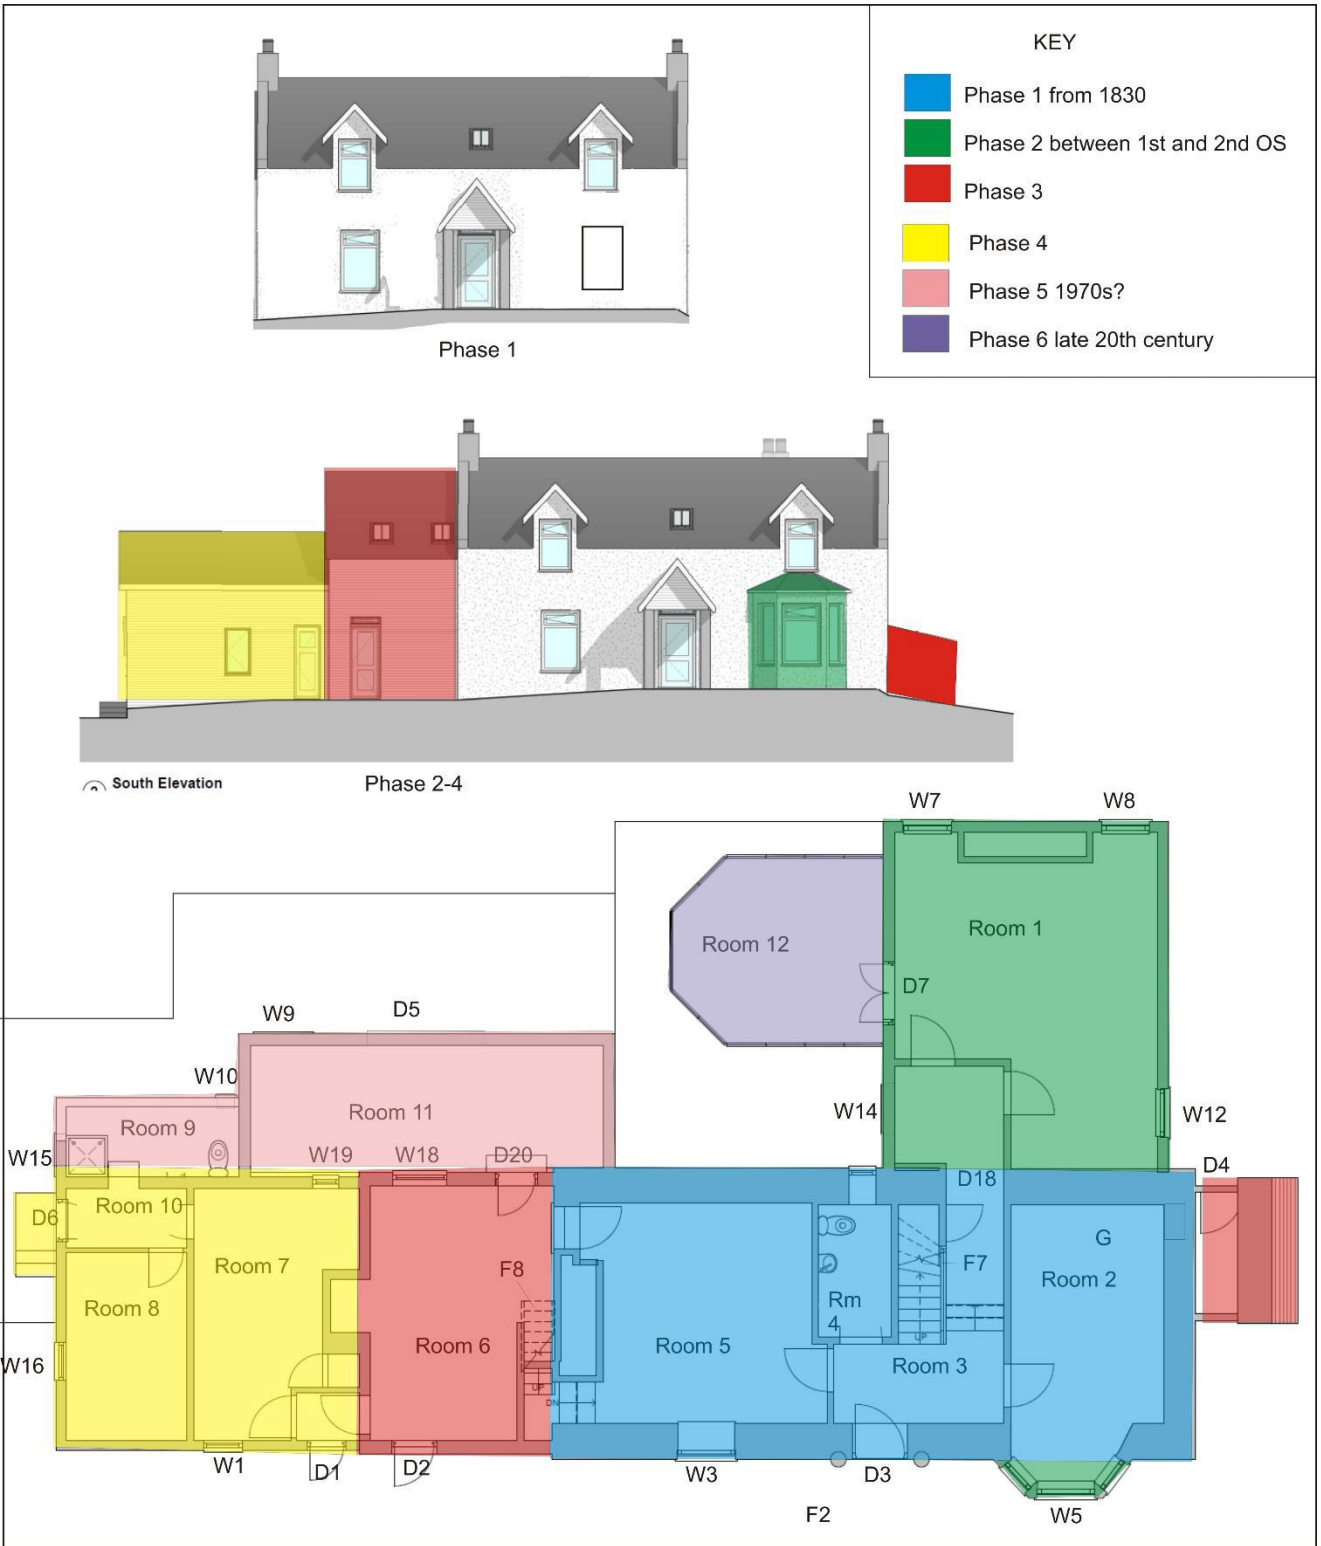 KEY
Phase 1 from 1830
Phase 2 between 1st and 2nd OS
Phase 3
Phase 4
Phase 5 1970s?
Phase 6 late 20th century
Phase 1
South Elevation
Phase 2-4
W7
W8
Room 12
Room 1
D7
W9
D5
W10
Room 11
Room 9
W14
W12
W15
W19
W18
D20
D4
D18
Room 10
D6
G
Room 7
F8
F7
Room 2
Room 8
Rm
4
Room 6
Room 5
UP
Room 3
W16
UP
DN
W1
D1
D2
W3
D3
F2
W5